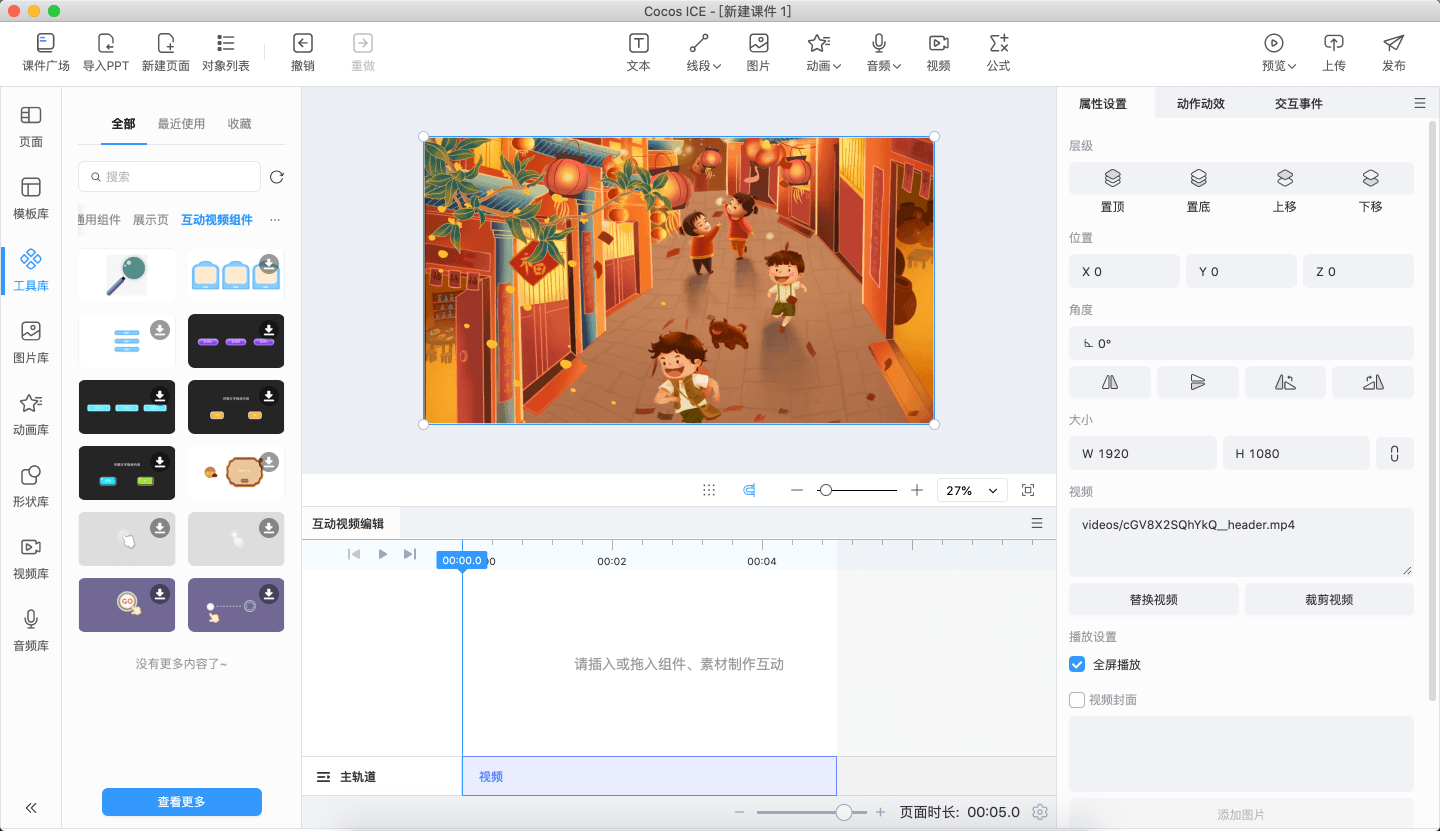 Cocos ICE - [新建课件 1]
课件广场 导入PPT 新建页面 对象列表 撤销 重做 文本 线段 图片 动画 音频 视频 公式 预览 上传 发布
页面
模板库
工具库
图片库
动画库
形状库
视频库
音频库
全部 最近使用 收藏
搜索
通用组件 展示页 互动视频组件 ...
GO
没有更多内容了~
查看更多
福
27%
互动视频编辑
00:00.0 00:02 00:04
请插入或拖入组件、素材制作互动
主轨道 视频
页面时长: 00:05.0
属性设置 动作动效 交互事件
层级
置顶 置底 上移 下移
位置
X 0 Y 0 Z 0
角度
0°
大小
W 1920 H 1080
视频
videos/cGV8X2SQhYkQ__header.mp4
替换视频 裁剪视频
播放设置
全屏播放
视频封面
添加图片